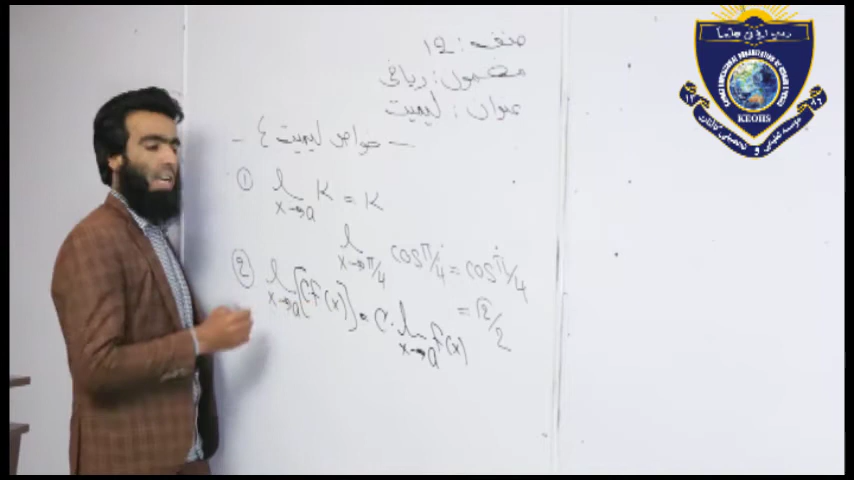 صنف: ۱۲
مضمون: ریاضی
عنوان: لیمیت
- خواص لیمیت ع -
① lim x→a K = K
lim x→π/4 cos π/4 = cos π/4
= √2/2
② lim x→a [c f(x)] = c · lim x→a f(x)
KEOHS